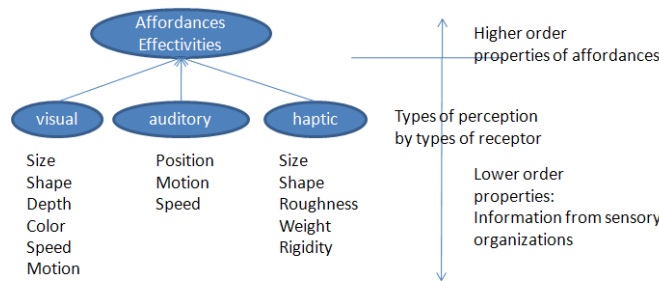 Affordances
Effectivities
Higher order
properties of affordances
visual
auditory
haptic
Types of perception
by types of receptor
Size
Shape
Depth
Color
Speed
Motion
Position
Motion
Speed
Size
Shape
Roughness
Weight
Rigidity
Lower order
properties:
Information from sensory
organizations